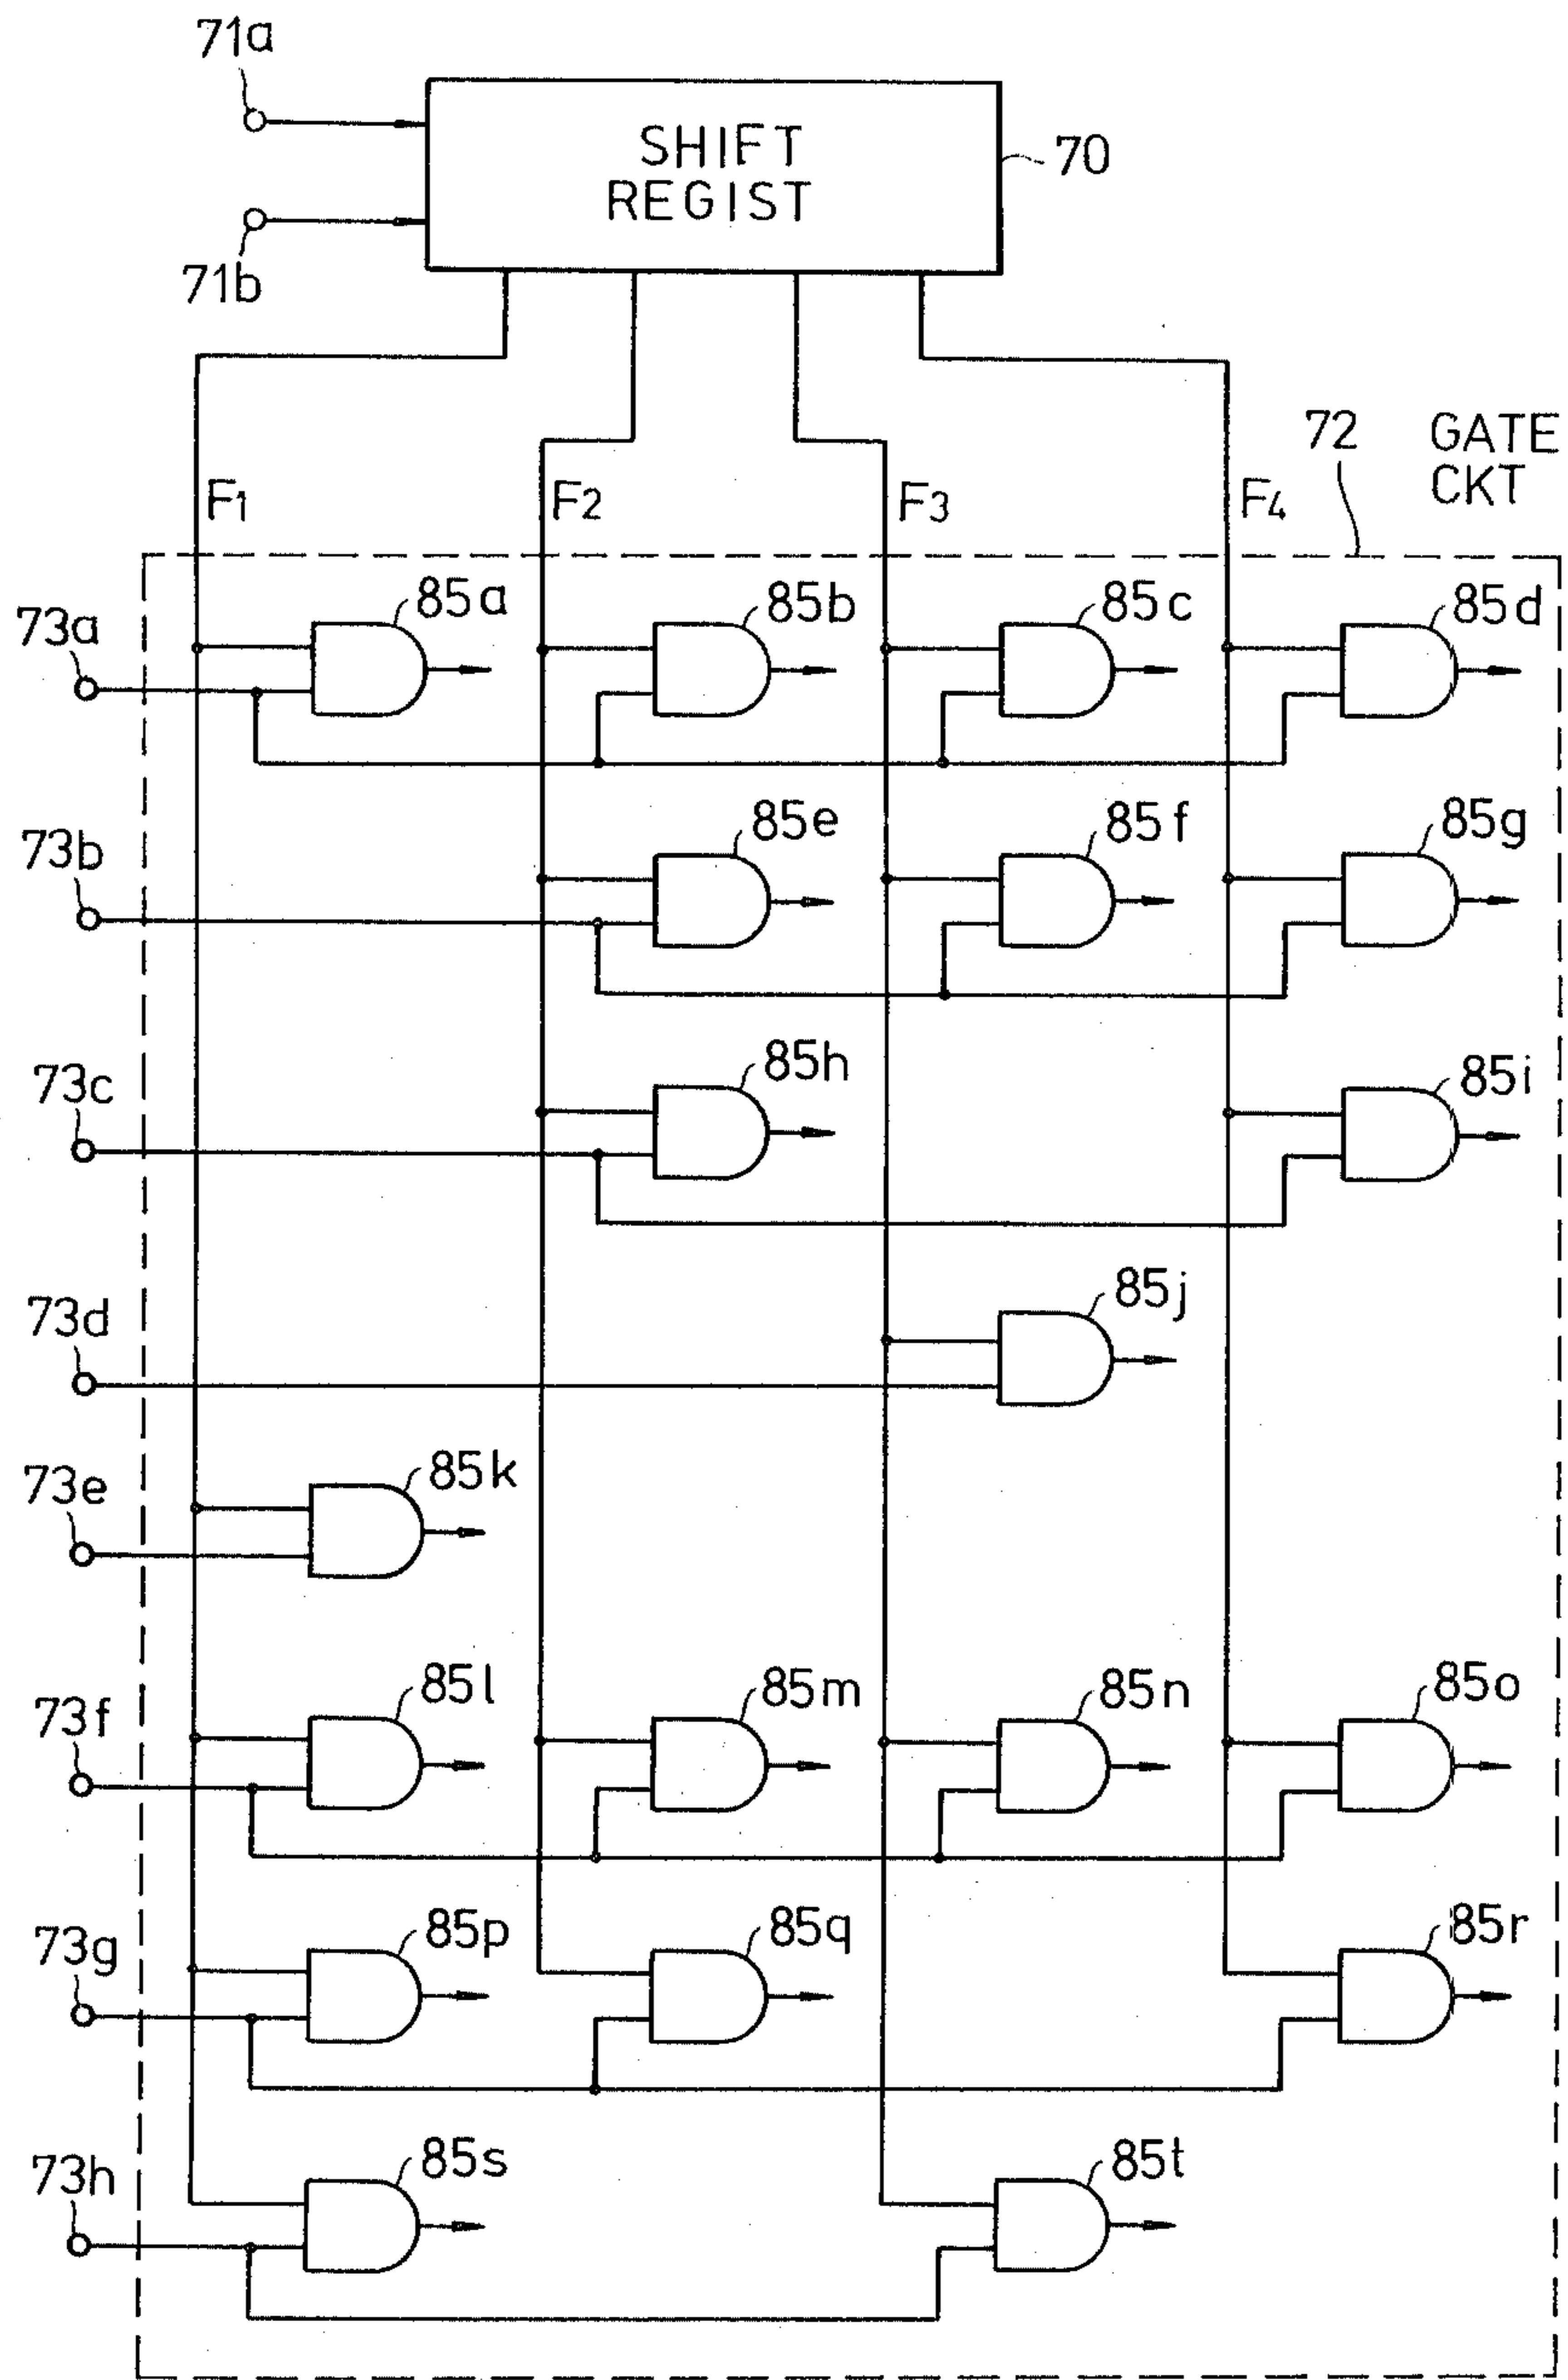 71a
SHIFT
REGIST
70
71b
72
GATE
CKT
F1
F2
F3
F4
73a
85a
85b
85c
85d
73b
85e
85f
85g
73c
85h
85i
73d
85j
73e
85k
73f
85l
85m
85n
85o
73g
85p
85q
85r
73h
85s
85t